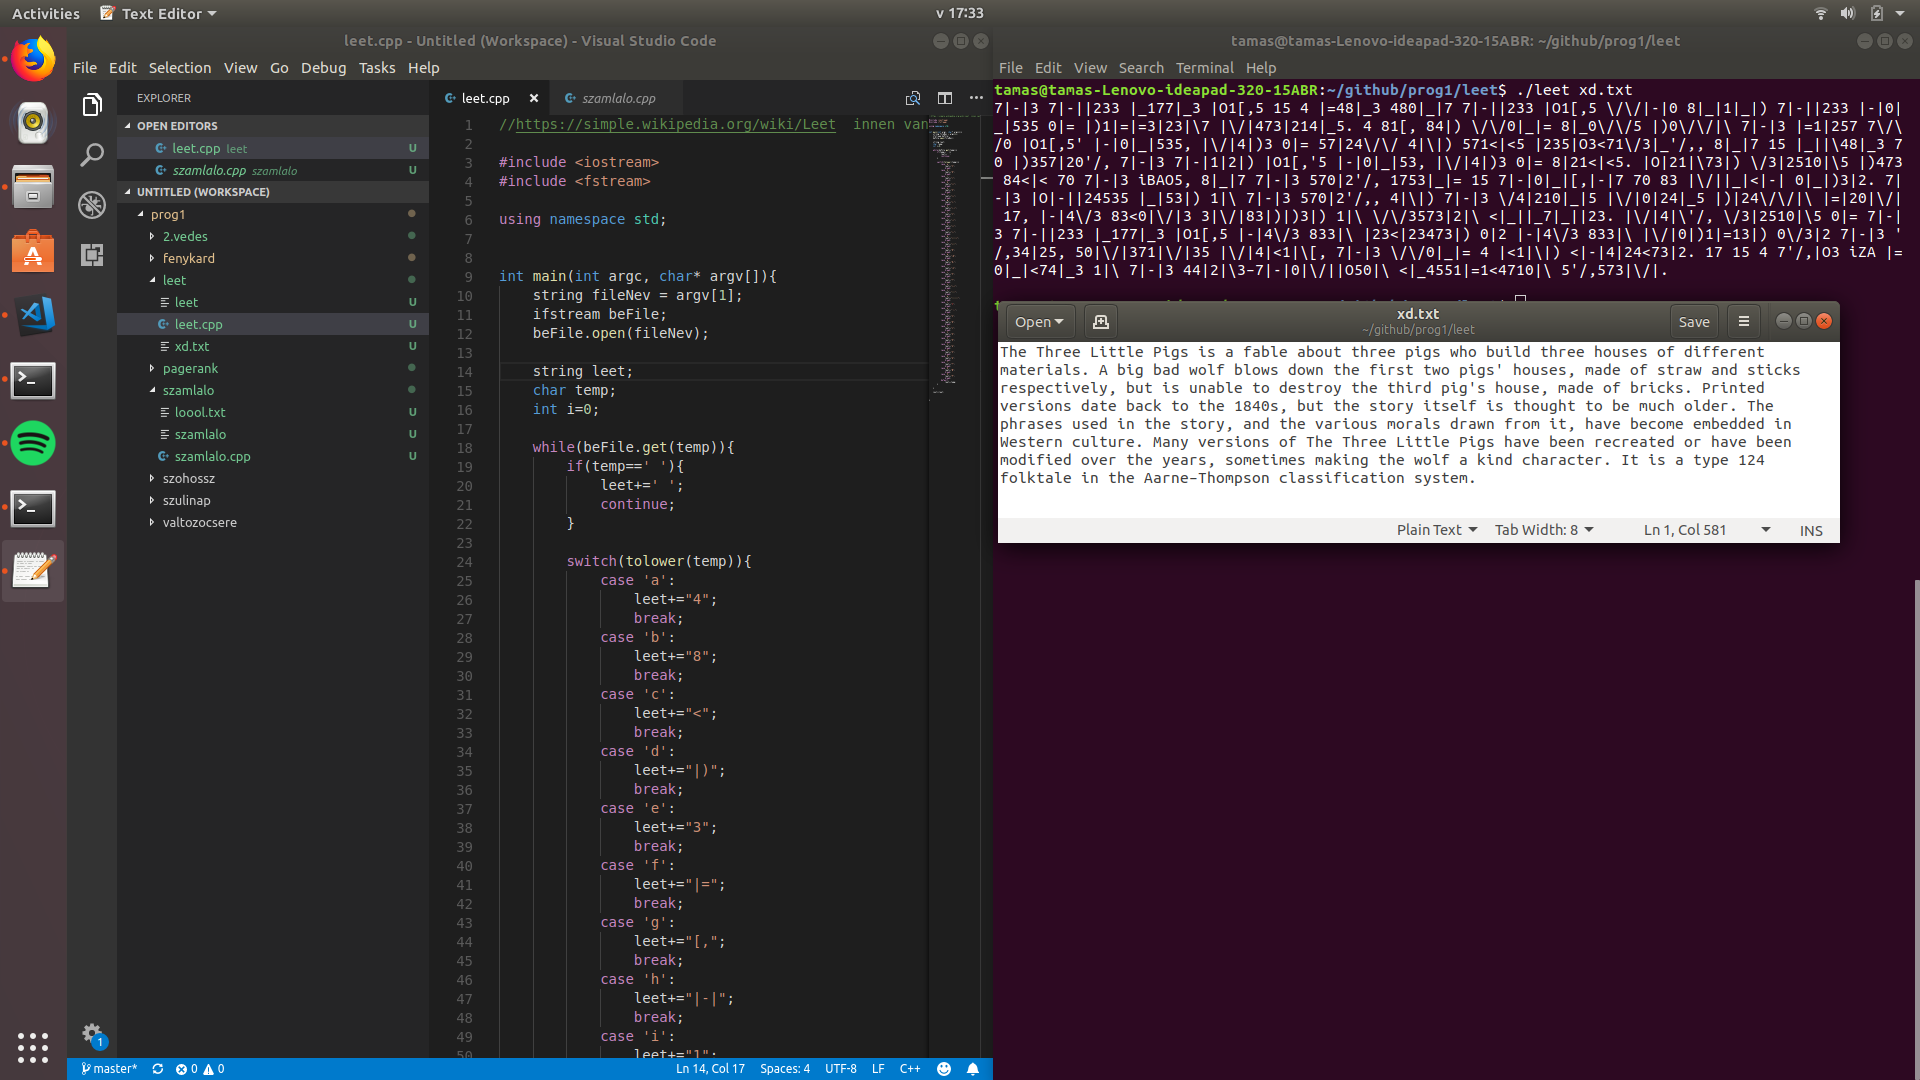 Activities
Text Editor
v 17:33
leet.cpp - Untitled (Workspace) - Visual Studio Code
File Edit Selection View Go Debug Tasks Help
EXPLORER
OPEN EDITORS
leet.cpp leet U
szamlalo.cpp szamlalo U
UNTITLED (WORKSPACE)
prog1
2.vedes
fenykard
leet
leet U
leet.cpp U
xd.txt U
pagerank
szamlalo
loool.txt U
szamlalo U
szamlalo.cpp U
szohossz
szulinap
valtozocsere
leet.cpp
szamlalo.cpp
1 //https://simple.wikipedia.org/wiki/Leet innen van
2
3 #include <iostream>
4 #include <fstream>
5
6 using namespace std;
7
8
9 int main(int argc, char* argv[]){
10 string fileNev = argv[1];
11 ifstream beFile;
12 beFile.open(fileNev);
13
14 string leet;
15 char temp;
16 int i=0;
17
18 while(beFile.get(temp)){
19 if(temp==' '){
20 leet+=' ';
21 continue;
22 }
23
24 switch(tolower(temp)){
25 case 'a':
26 leet+="4";
27 break;
28 case 'b':
29 leet+="8";
30 break;
31 case 'c':
32 leet+="<";
33 break;
34 case 'd':
35 leet+="|)";
36 break;
37 case 'e':
38 leet+="3";
39 break;
40 case 'f':
41 leet+="|=";
42 break;
43 case 'g':
44 leet+="[,";
45 break;
46 case 'h':
47 leet+="|-|";
48 break;
49 case 'i':
50 leet+="1";
1
master*
0 0
Ln 14, Col 17 Spaces: 4 UTF-8 LF C++
tamas@tamas-Lenovo-ideapad-320-15ABR: ~/github/prog1/leet
File Edit View Search Terminal Help
tamas@tamas-Lenovo-ideapad-320-15ABR:~/github/prog1/leet$ ./leet xd.txt
7|-|3 7|-||233 |_177|_3 |O1[,5 15 4 |=48|_3 480|_|7 7|-||233 |O1[,5 \/\/|-|0 8|_|1|_|) 7|-||233 |-|0|
_|535 0|= |)1|=|=3|23|\7 |\/|473|214|_5. 4 81[, 84|) \/\/0|_|= 8|_0\/\/5 |)0\/\/|\ 7|-|3 |=1|257 7\/\
/0 |O1[,5' |-|0|_|535, |\/|4|)3 0|= 57|24\/\/ 4|\|) 571<|<5 |235|O3<71\/3|_'/,, 8|_|7 15 |_||\48|_3 7
0 |)357|20'/, 7|-|3 7|-|1|2|) |O1[,'5 |-|0|_|53, |\/|4|)3 0|= 8|21<|<5. |O|21|\73|) \/3|2510|\5 |)473
84<|< 70 7|-|3 iBAO5, 8|_|7 7|-|3 570|2'/, 1753|_|= 15 7|-|0|_|[,|-|7 70 83 |\/||_|<|-| 0|_|)3|2. 7|
-|3 |O|-||24535 |_|53|) 1|\ 7|-|3 570|2'/,, 4|\|) 7|-|3 \/4|210|_|5 |\/|0|24|_5 |)|24\/\/|\ |=|20|\/|
17, |-|4\/3 83<0|\/|3 3|\/|83|)|)3|) 1|\ \/\/3573|2|\ <|_||_7|_||23. |\/|4|\'/, \/3|2510|\5 0|= 7|-|
3 7|-||233 |_177|_3 |O1[,5 |-|4\/3 833|\ |23<|23473|) 0|2 |-|4\/3 833|\ |\/|0|)1|=13|) 0\/3|2 7|-|3 '
/,34|25, 50|\/|371|\/|35 |\/|4|<1|\[, 7|-|3 \/\/0|_|= 4 |<1|\|) <|-|4|24<73|2. 17 15 4 7'/,|O3 iZA |=
0|_|<74|_3 1|\ 7|-|3 44|2|\3-7|-|0|\/||O50|\ <|_4551|=1<4710|\ 5'/,573|\/|.
Open
xd.txt
~/github/prog1/leet
Save
The Three Little Pigs is a fable about three pigs who build three houses of different
materials. A big bad wolf blows down the first two pigs' houses, made of straw and sticks
respectively, but is unable to destroy the third pig's house, made of bricks. Printed
versions date back to the 1840s, but the story itself is thought to be much older. The
phrases used in the story, and the various morals drawn from it, have become embedded in
Western culture. Many versions of The Three Little Pigs have been recreated or have been
modified over the years, sometimes making the wolf a kind character. It is a type 124
folktale in the Aarne–Thompson classification system.
Plain Text Tab Width: 8 Ln 1, Col 581 INS